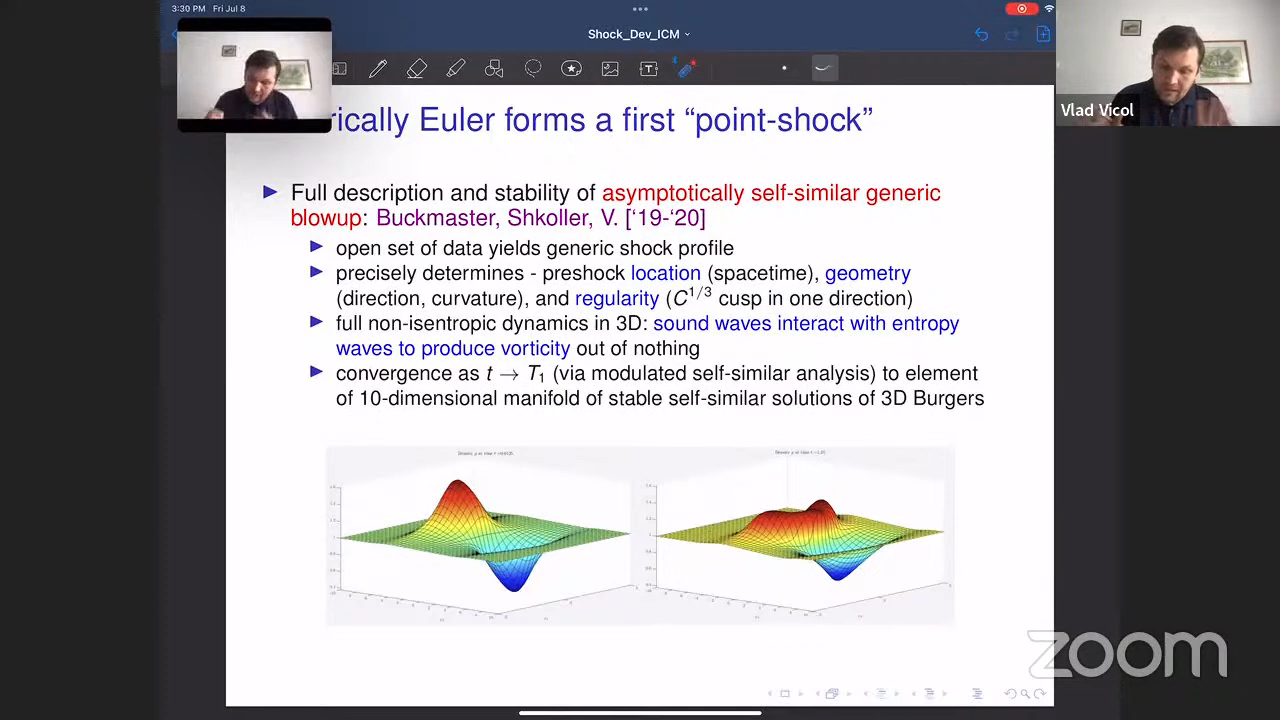 3:30 PM Fri Jul 8
Shock_Dev_ICM
Vlad Vicol
rically Euler forms a first “point-shock”
▶ Full description and stability of asymptotically self-similar generic
blowup: Buckmaster, Shkoller, V. [‘19-‘20]
▶ open set of data yields generic shock profile
▶ precisely determines - preshock location (spacetime), geometry
(direction, curvature), and regularity (C^{1/3} cusp in one direction)
▶ full non-isentropic dynamics in 3D: sound waves interact with entropy
waves to produce vorticity out of nothing
▶ convergence as t → T₁ (via modulated self-similar analysis) to element
of 10-dimensional manifold of stable self-similar solutions of 3D Burgers
zoom